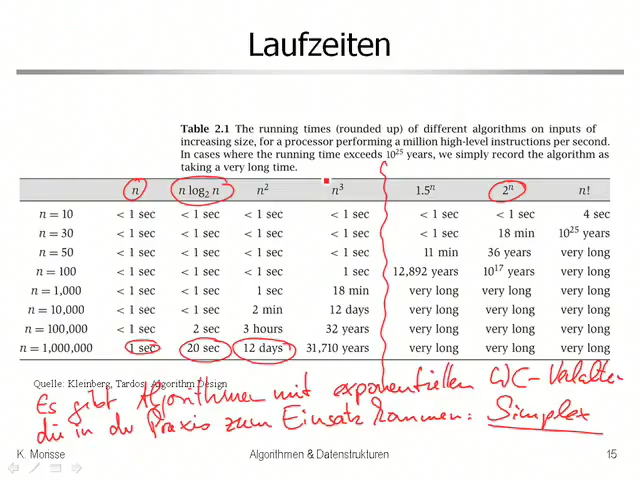 Laufzeiten
Table 2.1 The running times (rounded up) of different algorithms on inputs of
increasing size, for a processor performing a million high-level instructions per second.
In cases where the running time exceeds 10²⁵ years, we simply record the algorithm as
taking a very long time.
n n log₂ n n² n³ 1.5ⁿ 2ⁿ n!
n = 10 < 1 sec < 1 sec < 1 sec < 1 sec < 1 sec < 1 sec 4 sec
n = 30 < 1 sec < 1 sec < 1 sec < 1 sec < 1 sec 18 min 10²⁵ years
n = 50 < 1 sec < 1 sec < 1 sec < 1 sec 11 min 36 years very long
n = 100 < 1 sec < 1 sec < 1 sec 1 sec 12,892 years 10¹⁷ years very long
n = 1,000 < 1 sec < 1 sec 1 sec 18 min very long very long very long
n = 10,000 < 1 sec < 1 sec 2 min 12 days very long very long very long
n = 100,000 < 1 sec 2 sec 3 hours 32 years very long very long very long
n = 1,000,000 1 sec 20 sec 12 days 31,710 years very long very long very long
Quelle: Kleinberg, Tardos: Algorithm Design
Es gibt Algorithmen mit exponentiellen WC-Verhalten
die in der Praxis zum Einsatz kommen: Simplex
K. Morisse Algorithmen & Datenstrukturen 15